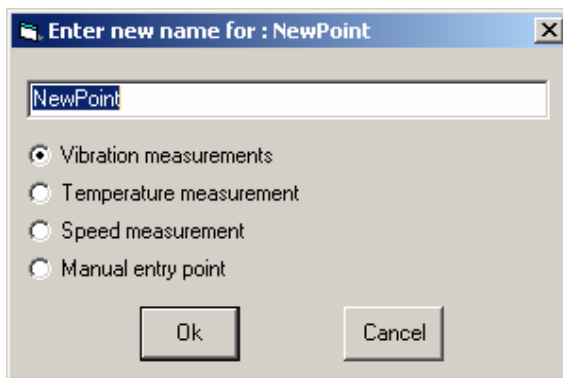 Enter new name for : NewPoint
NewPoint
Vibration measurements
Temperature measurement
Speed measurement
Manual entry point
Ok Cancel